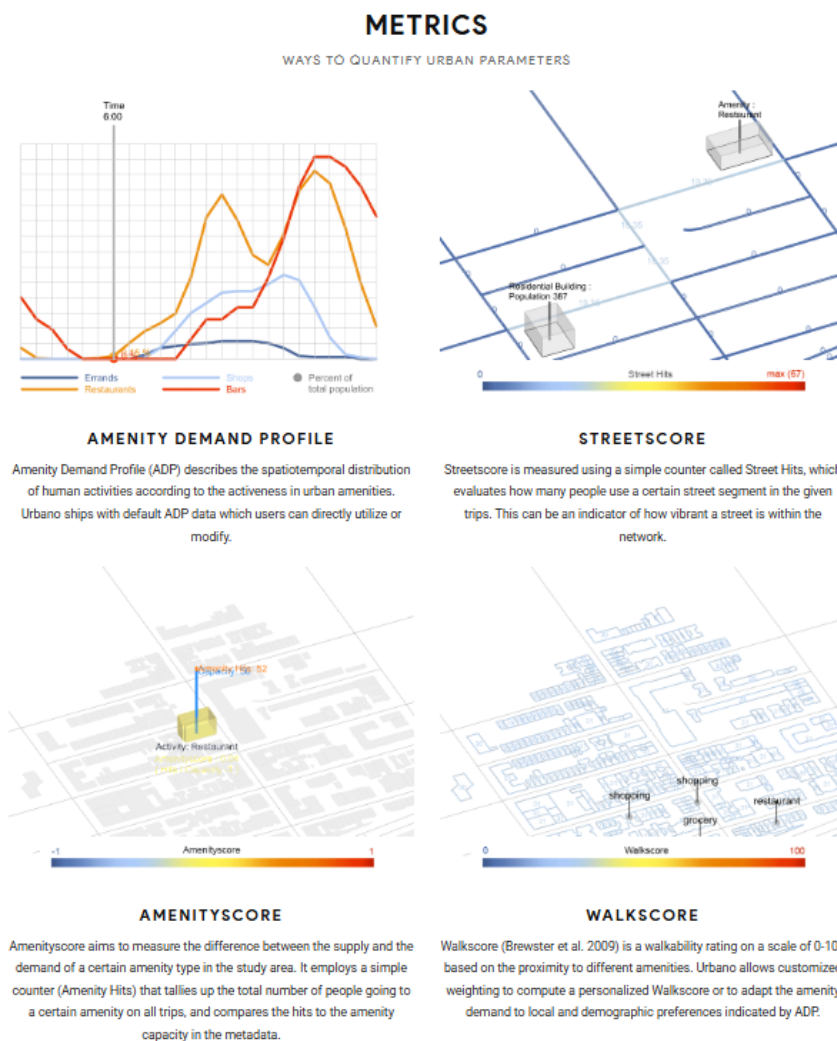 METRICS
WAYS TO QUANTIFY URBAN PARAMETERS
Time
6:00
Errands
Shops
Percent of
total population
Restaurants
Bars
Amenity :
Restaurant
Residential Building :
Population 387
0
Street Hits
max (67)
AMENITY DEMAND PROFILE
Amenity Demand Profile (ADP) describes the spatiotemporal distribution
of human activities according to the activeness in urban amenities.
Urbano ships with default ADP data which users can directly utilize or
modify.
STREETSCORE
Streetscore is measured using a simple counter called Street Hits, which
evaluates how many people use a certain street segment in the given
trips. This can be an indicator of how vibrant a street is within the
network.
Amenity Hits: 52
Activity: Restaurant
-1
Amenityscore
1
shopping
shopping
restaurant
grocery
0
Walkscore
100
AMENITYSCORE
Amenityscore aims to measure the difference between the supply and the
demand of a certain amenity type in the study area. It employs a simple
counter (Amenity Hits) that tallies up the total number of people going to
a certain amenity on all trips, and compares the hits to the amenity
capacity in the metadata.
WALKSCORE
Walkscore (Brewster et al. 2009) is a walkability rating on a scale of 0-10
based on the proximity to different amenities. Urbano allows customized
weighting to compute a personalized Walkscore or to adapt the amenity
demand to local and demographic preferences indicated by ADP.